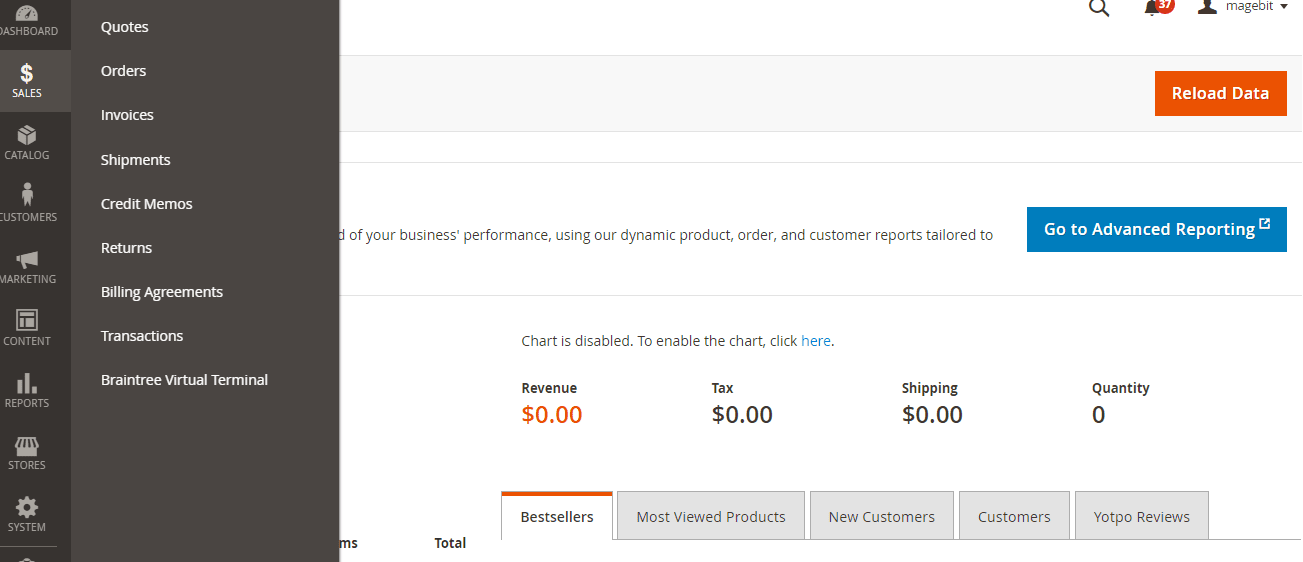 DASHBOARD
SALES
CATALOG
CUSTOMERS
MARKETING
CONTENT
REPORTS
STORES
SYSTEM
Quotes
Orders
Invoices
Shipments
Credit Memos
Returns
Billing Agreements
Transactions
Braintree Virtual Terminal
37
magebit
Reload Data
d of your business' performance, using our dynamic product, order, and customer reports tailored to
Go to Advanced Reporting
Chart is disabled. To enable the chart, click here.
Revenue Tax Shipping Quantity
$0.00 $0.00 $0.00 0
Bestsellers Most Viewed Products New Customers Customers Yotpo Reviews
ms Total